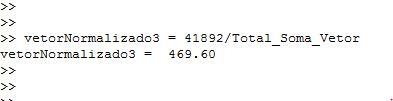 >>
>>
>> vetorNormalizado3 = 41892/Total_Soma_Vetor
vetorNormalizado3 =  469.60
>>
>>
>>